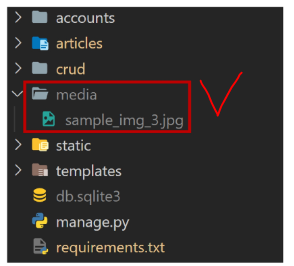 accounts
articles
crud
media
sample_img_3.jpg
static
templates
db.sqlite3
manage.py
requirements.txt